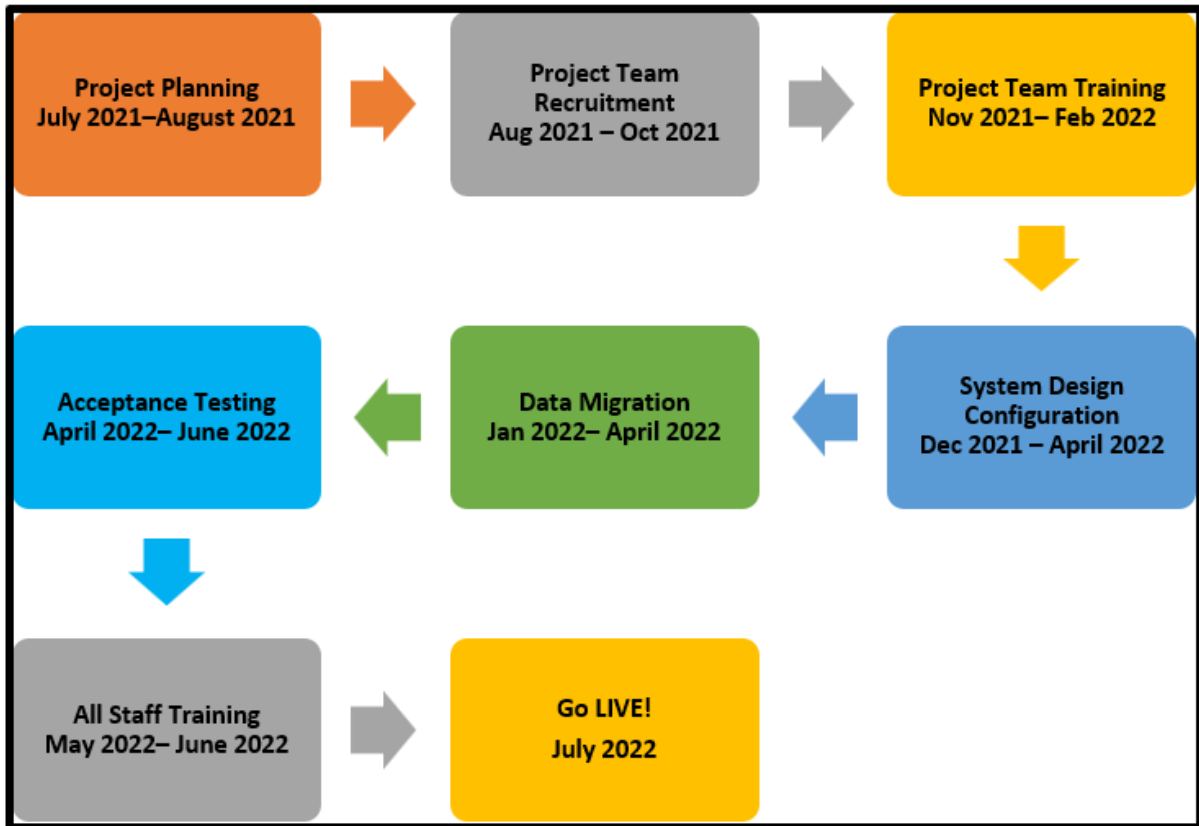 Project Planning
July 2021–August 2021
Project Team
Recruitment
Aug 2021 – Oct 2021
Project Team Training
Nov 2021– Feb 2022
System Design
Configuration
Dec 2021 – April 2022
Data Migration
Jan 2022– April 2022
Acceptance Testing
April 2022– June 2022
All Staff Training
May 2022– June 2022
Go LIVE!
July 2022